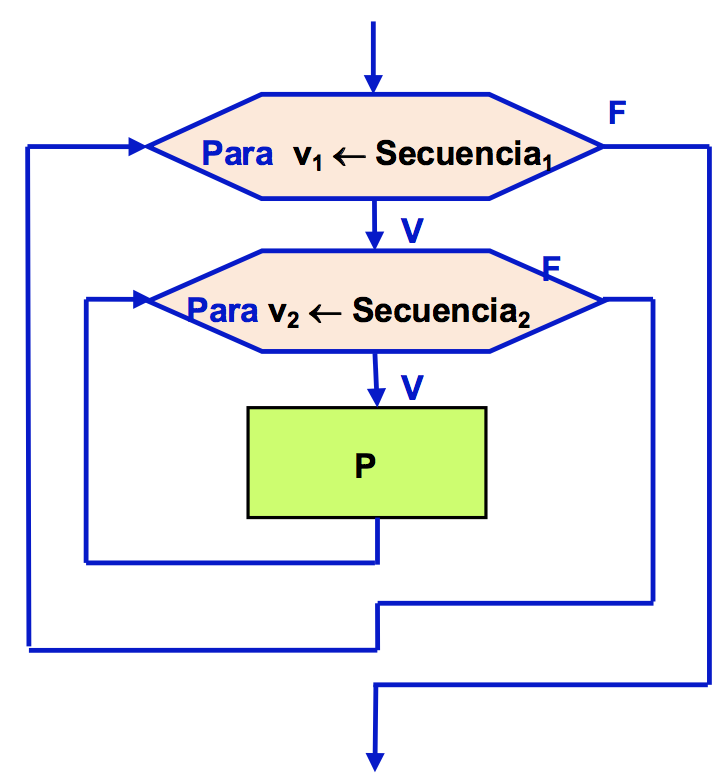 F
Para v₁ ← Secuencia₁
V
F
Para v₂ ← Secuencia₂
V
P